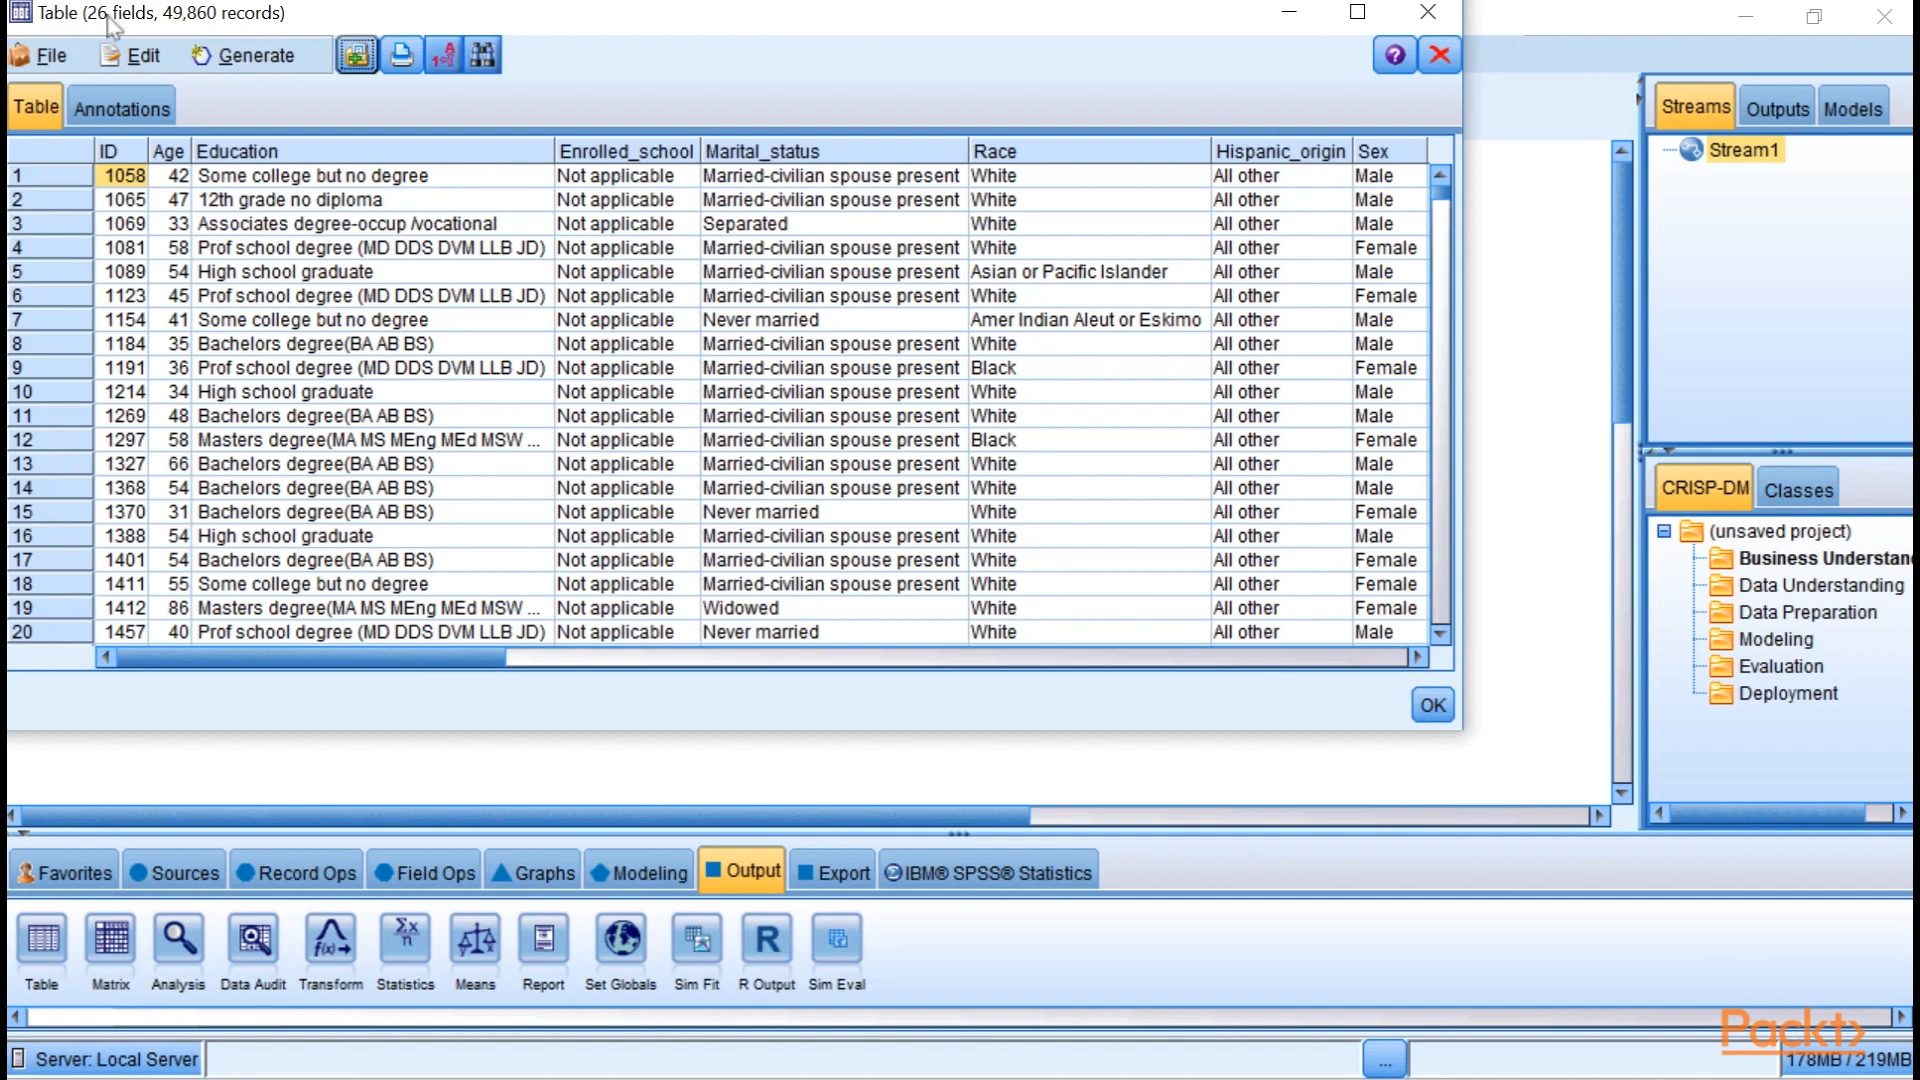 Table (26 fields, 49,860 records)
File Edit Generate
Table Annotations
ID Age Education Enrolled_school Marital_status Race Hispanic_origin Sex
1 1058 42 Some college but no degree Not applicable Married-civilian spouse present White All other Male
2 1065 47 12th grade no diploma Not applicable Married-civilian spouse present White All other Male
3 1069 33 Associates degree-occup /vocational Not applicable Separated White All other Male
4 1081 58 Prof school degree (MD DDS DVM LLB JD) Not applicable Married-civilian spouse present White All other Female
5 1089 54 High school graduate Not applicable Married-civilian spouse present Asian or Pacific Islander All other Male
6 1123 45 Prof school degree (MD DDS DVM LLB JD) Not applicable Married-civilian spouse present White All other Female
7 1154 41 Some college but no degree Not applicable Never married Amer Indian Aleut or Eskimo All other Male
8 1184 35 Bachelors degree(BA AB BS) Not applicable Married-civilian spouse present White All other Male
9 1191 36 Prof school degree (MD DDS DVM LLB JD) Not applicable Married-civilian spouse present Black All other Female
10 1214 34 High school graduate Not applicable Married-civilian spouse present White All other Male
11 1269 48 Bachelors degree(BA AB BS) Not applicable Married-civilian spouse present White All other Male
12 1297 58 Masters degree(MA MS MEng MEd MSW ... Not applicable Married-civilian spouse present Black All other Female
13 1327 66 Bachelors degree(BA AB BS) Not applicable Married-civilian spouse present White All other Male
14 1368 54 Bachelors degree(BA AB BS) Not applicable Married-civilian spouse present White All other Male
15 1370 31 Bachelors degree(BA AB BS) Not applicable Never married White All other Female
16 1388 54 High school graduate Not applicable Married-civilian spouse present White All other Male
17 1401 54 Bachelors degree(BA AB BS) Not applicable Married-civilian spouse present White All other Female
18 1411 55 Some college but no degree Not applicable Married-civilian spouse present White All other Female
19 1412 86 Masters degree(MA MS MEng MEd MSW ... Not applicable Widowed White All other Female
20 1457 40 Prof school degree (MD DDS DVM LLB JD) Not applicable Never married White All other Male
OK
Streams Outputs Models
Stream1
CRISP-DM Classes
(unsaved project)
Business Understan
Data Understanding
Data Preparation
Modeling
Evaluation
Deployment
Favorites Sources Record Ops Field Ops Graphs Modeling Output Export IBM® SPSS® Statistics
Table Matrix Analysis Data Audit Transform Statistics Means Report Set Globals Sim Fit R Output Sim Eval
Packt>
Server: Local Server ... 178MB / 219MB